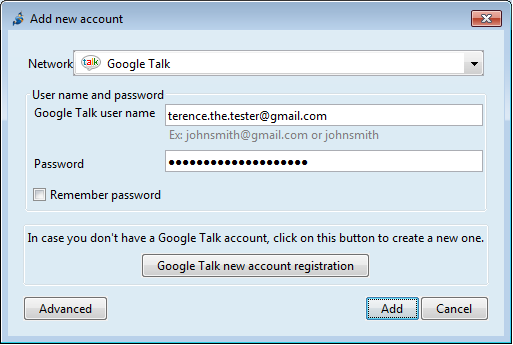 Add new account
Network talk Google Talk
User name and password
Google Talk user name terence.the.tester@gmail.com
Ex: johnsmith@gmail.com or johnsmith
Password ●●●●●●●●●●●●●●●●●●●●
Remember password
In case you don't have a Google Talk account, click on this button to create a new one.
Google Talk new account registration
Advanced Add Cancel